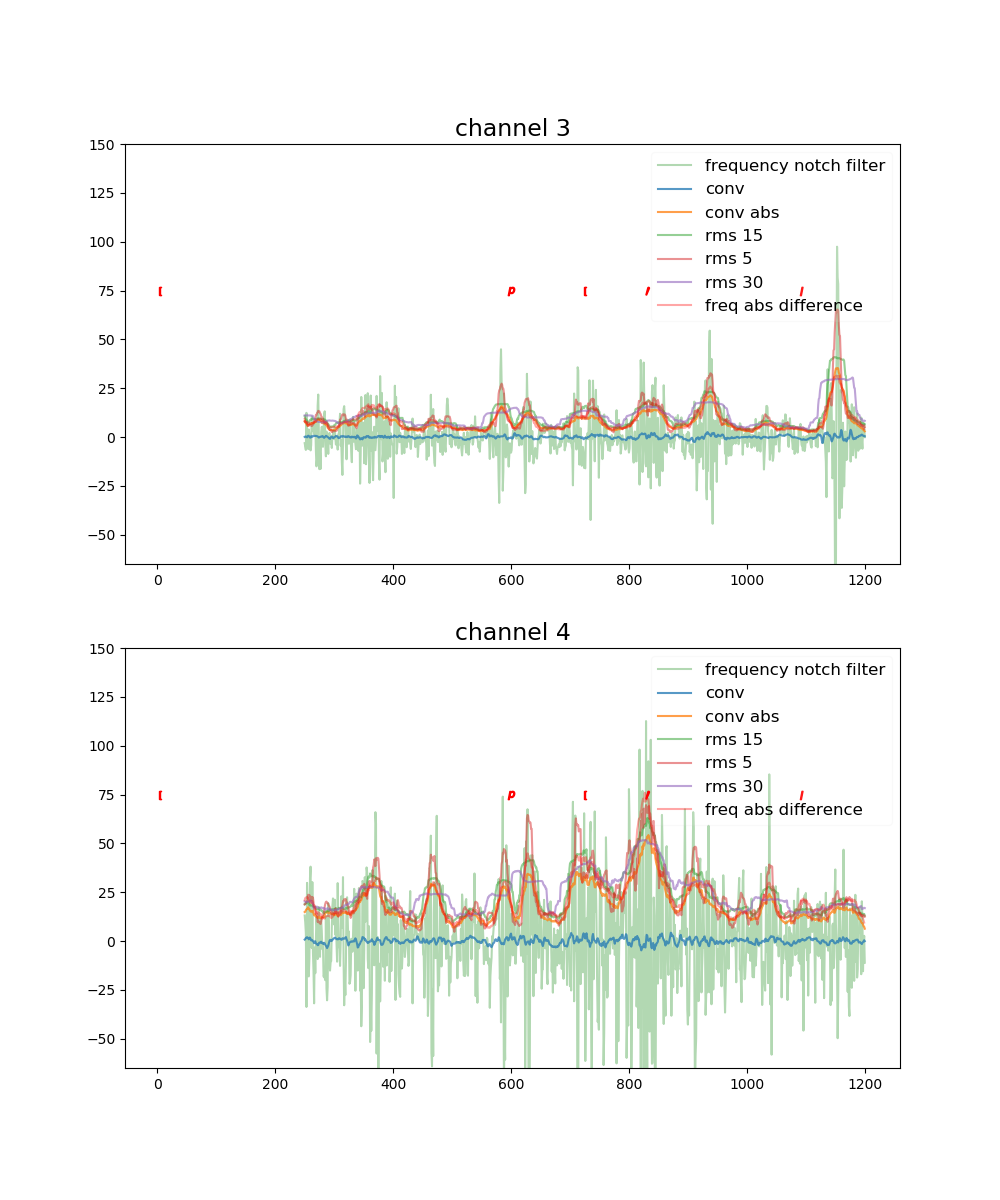 channel 3
150
125
100
75
50
25
0
−25
−50
0 200 400 600 800 1000 1200
frequency notch filter
conv
conv abs
rms 15
rms 5
rms 30
freq abs difference
p
channel 4
150
125
100
75
50
25
0
−25
−50
0 200 400 600 800 1000 1200
frequency notch filter
conv
conv abs
rms 15
rms 5
rms 30
freq abs difference
p